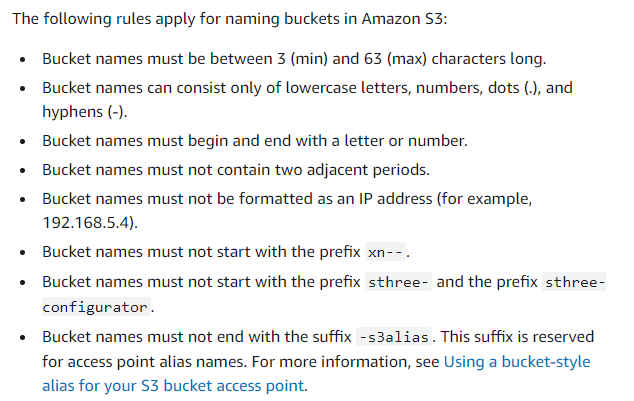 The following rules apply for naming buckets in Amazon S3:
• Bucket names must be between 3 (min) and 63 (max) characters long.
• Bucket names can consist only of lowercase letters, numbers, dots (.), and
hyphens (-).
• Bucket names must begin and end with a letter or number.
• Bucket names must not contain two adjacent periods.
• Bucket names must not be formatted as an IP address (for example,
192.168.5.4).
• Bucket names must not start with the prefix xn--.
• Bucket names must not start with the prefix sthree- and the prefix sthree-
configurator.
• Bucket names must not end with the suffix -s3alias. This suffix is reserved
for access point alias names. For more information, see Using a bucket-style
alias for your S3 bucket access point.